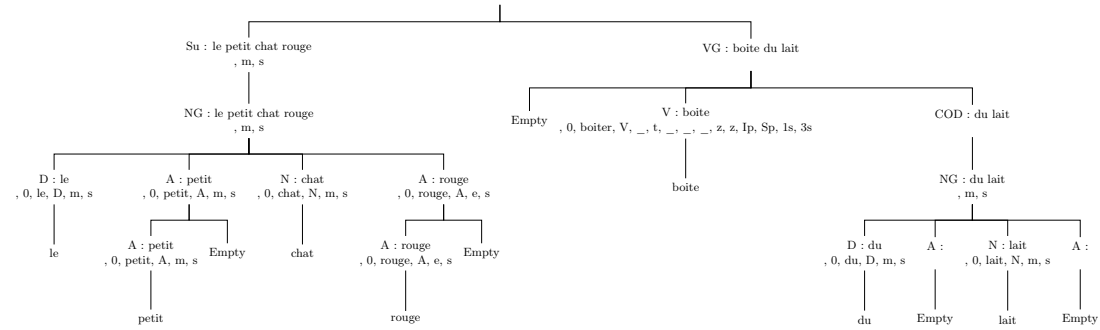 Su : le petit chat rouge
, m, s
VG : boite du lait
NG : le petit chat rouge
, m, s
Empty
V : boite
, 0, boiter, V, _, t, _, _, _, z, z, Ip, Sp, 1s, 3s
COD : du lait
D : le
, 0, le, D, m, s
A : petit
, 0, petit, A, m, s
N : chat
, 0, chat, N, m, s
A : rouge
, 0, rouge, A, e, s
boite
NG : du lait
, m, s
le
A : petit
, 0, petit, A, m, s
Empty
chat
A : rouge
, 0, rouge, A, e, s
Empty
D : du
, 0, du, D, m, s
A :
N : lait
, 0, lait, N, m, s
A :
petit
rouge
du
Empty
lait
Empty